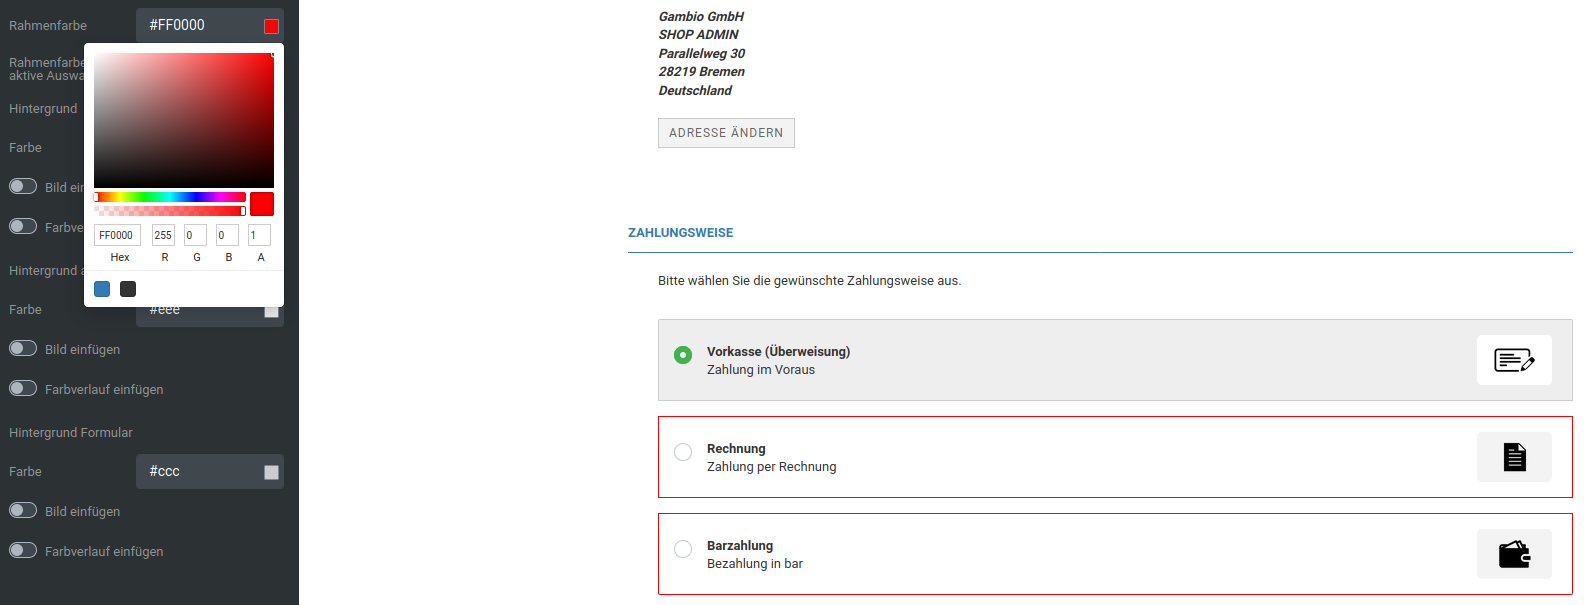 Rahmenfarbe
#FF0000
Rahmenfarbe
aktive Auswa
Hintergrund
Farbe
Bild ein
Farbve
FF0000 255 0 0 1
Hex R G B A
Hintergrund a
Farbe
#eee
Bild einfügen
Farbverlauf einfügen
Hintergrund Formular
Farbe
#ccc
Bild einfügen
Farbverlauf einfügen
Gambio GmbH
SHOP ADMIN
Parallelweg 30
28219 Bremen
Deutschland
ADRESSE ÄNDERN
ZAHLUNGSWEISE
Bitte wählen Sie die gewünschte Zahlungsweise aus.
Vorkasse (Überweisung)
Zahlung im Voraus
Rechnung
Zahlung per Rechnung
Barzahlung
Bezahlung in bar